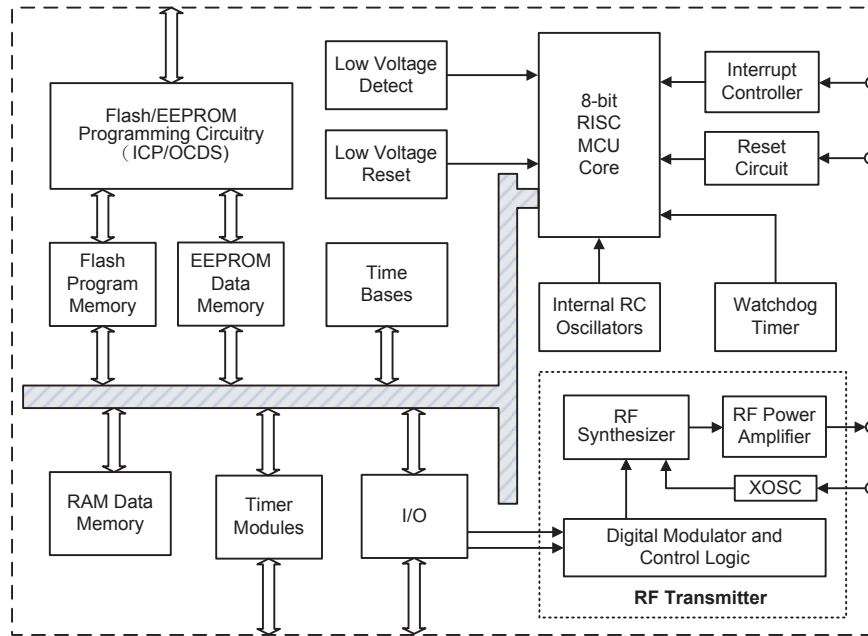 Flash/EEPROM
Programming Circuitry
（ICP/OCDS)
Low Voltage
Detect
Low Voltage
Reset
8-bit
RISC
MCU
Core
Interrupt
Controller
Reset
Circuit
Flash
Program
Memory
EEPROM
Data
Memory
Time
Bases
Internal RC
Oscillators
Watchdog
Timer
RF
Synthesizer
RF Power
Amplifier
XOSC
RAM Data
Memory
Timer
Modules
I/O
Digital Modulator and
Control Logic
RF Transmitter